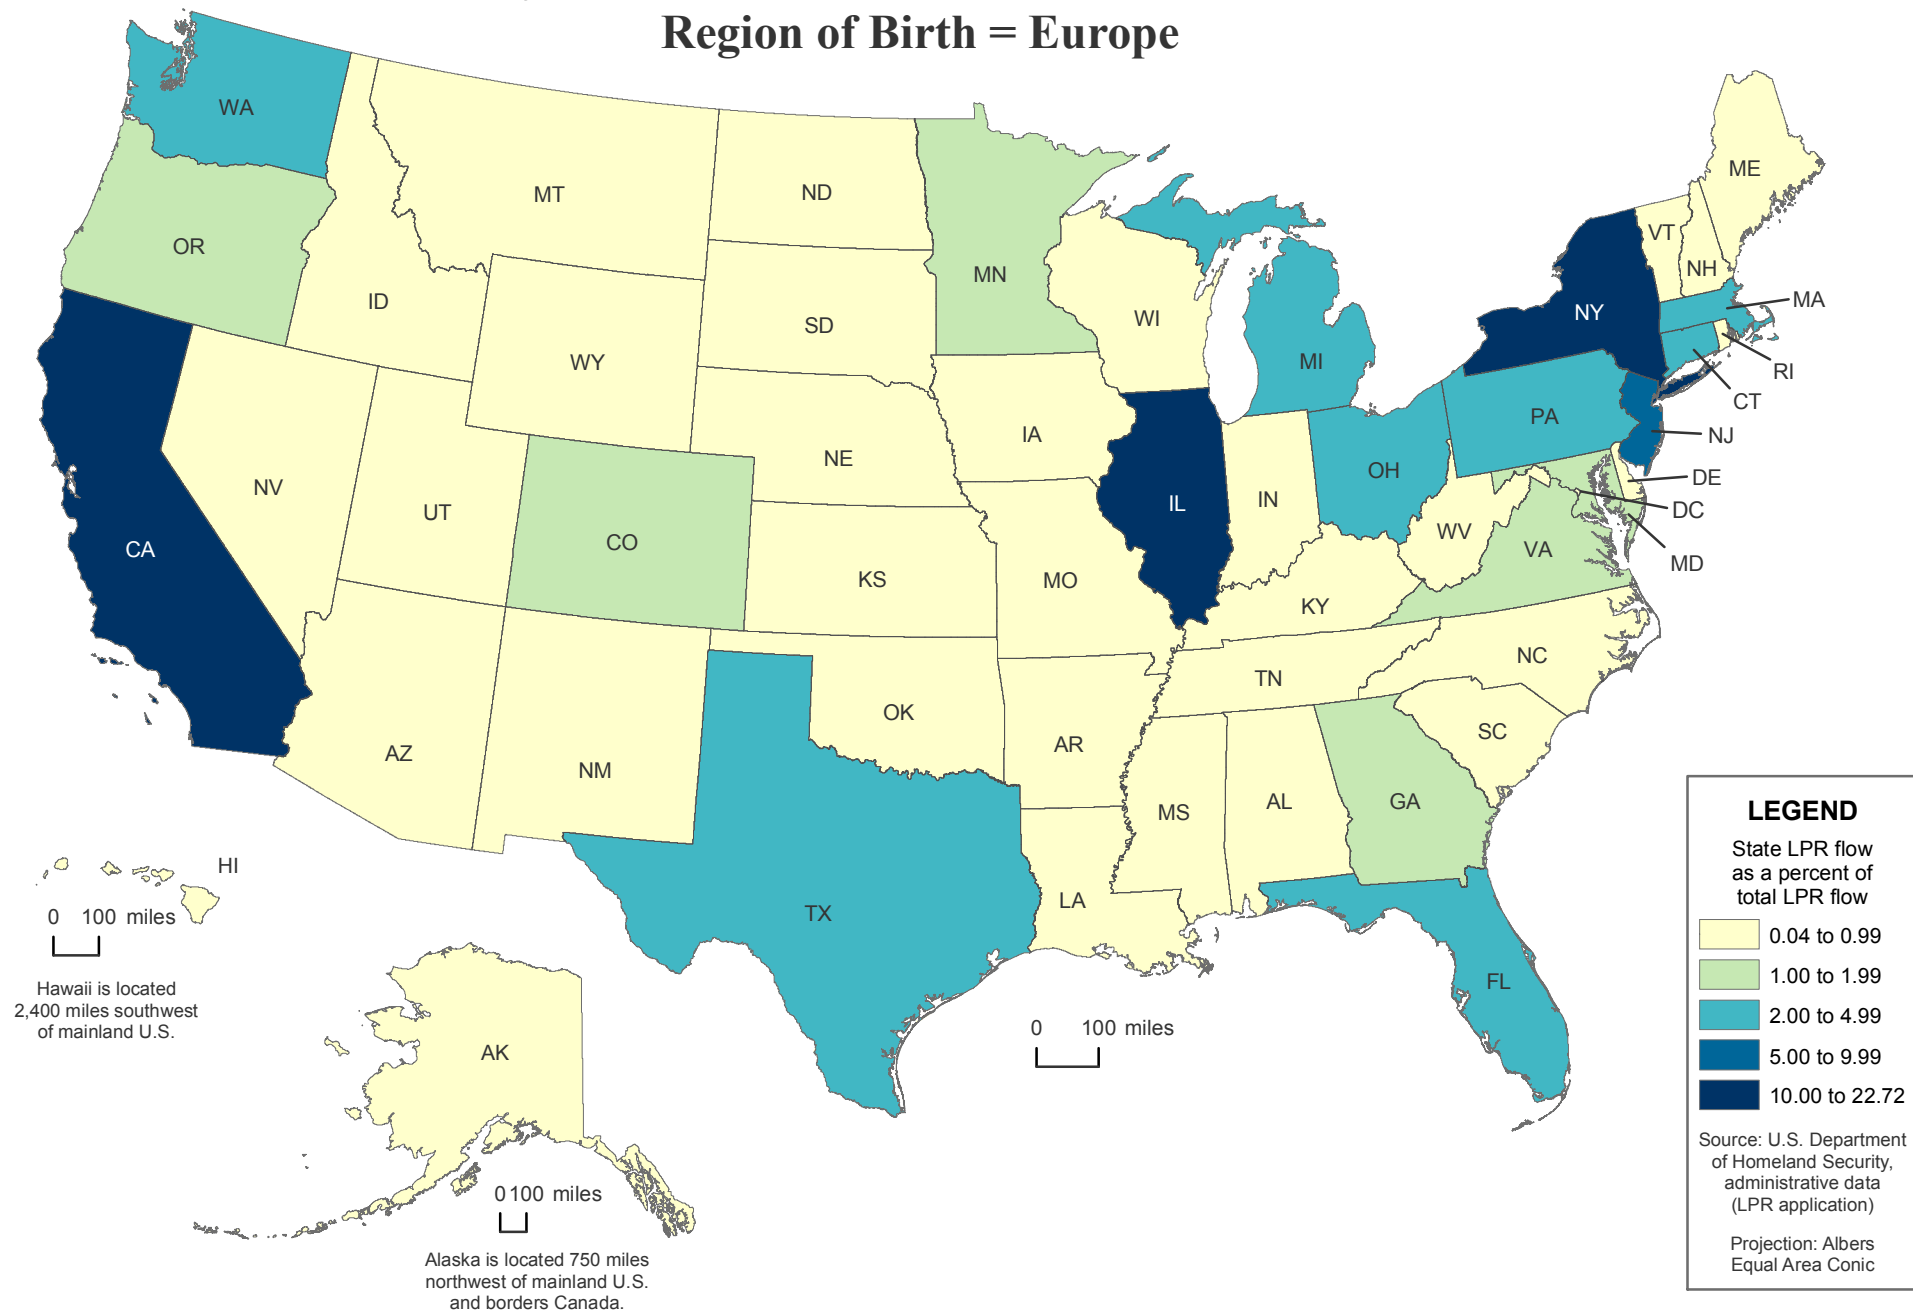 Region of Birth = Europe
WA
OR
CA
ID
NV
MT
WY
UT
AZ
CO
NM
ND
SD
NE
KS
OK
TX
MN
IA
MO
AR
LA
WI
IL
MI
IN
OH
KY
TN
MS
AL
GA
FL
SC
NC
VA
WV
PA
NY
VT
NH
ME
MA
RI
CT
NJ
DE
DC
MD
HI
0 100 miles
Hawaii is located
2,400 miles southwest
of mainland U.S.
AK
0 100 miles
Alaska is located 750 miles
northwest of mainland U.S.
and borders Canada.
0 100 miles
LEGEND
State LPR flow
as a percent of
total LPR flow
0.04 to 0.99
1.00 to 1.99
2.00 to 4.99
5.00 to 9.99
10.00 to 22.72
Source: U.S. Department
of Homeland Security,
administrative data
(LPR application)
Projection: Albers
Equal Area Conic